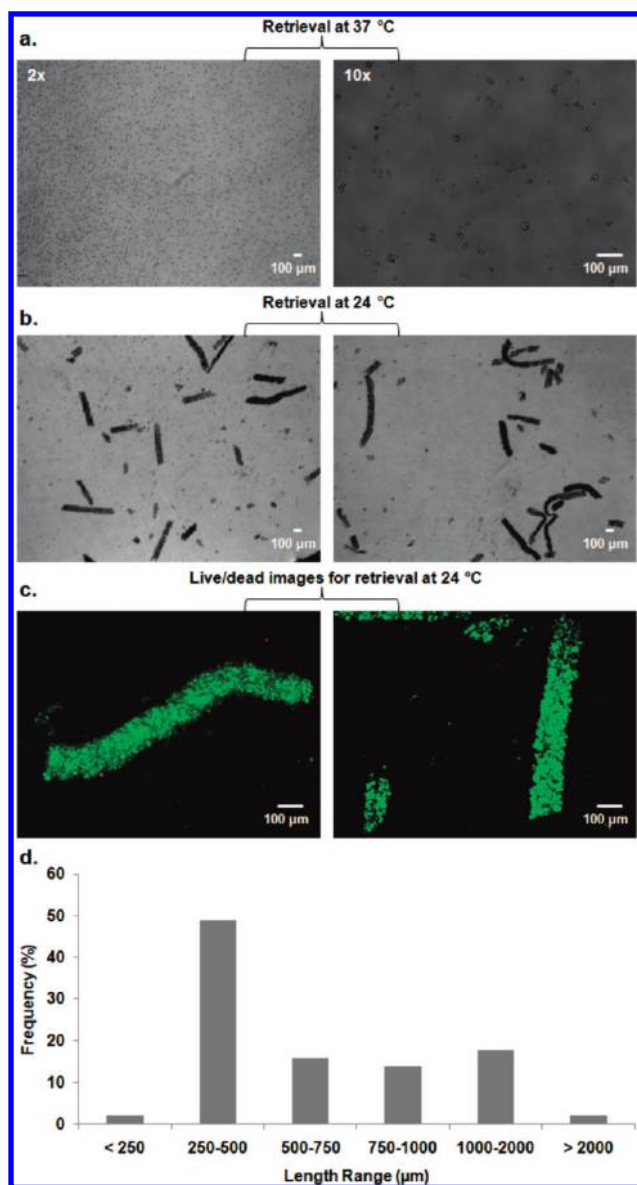 a.
Retrieval at 37 °C
2x
10x
100 µm
100 µm
Retrieval at 24 °C
b.
100 µm
100 µm
Live/dead images for retrieval at 24 °C
c.
100 µm
100 µm
d.
60
50
40
30
20
10
0
Frequency (%)
< 250
250-500
500-750
750-1000
1000-2000
> 2000
Length Range (µm)